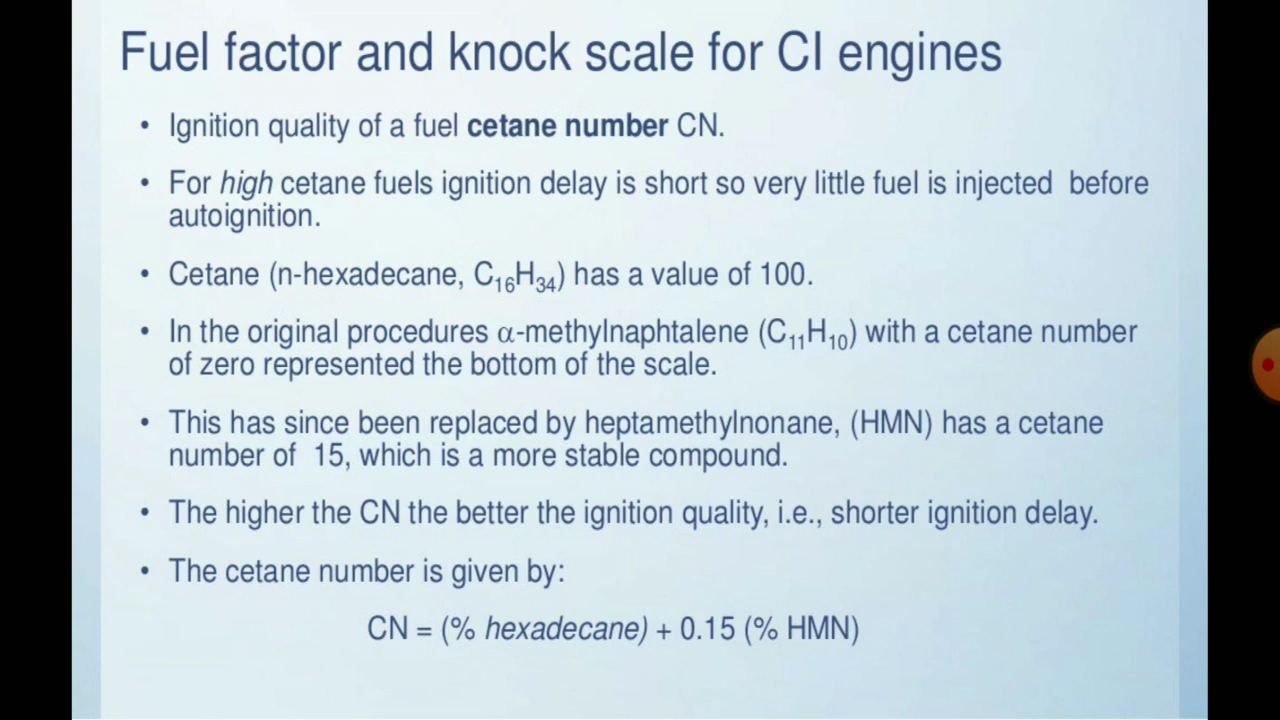 Fuel factor and knock scale for CI engines
• Ignition quality of a fuel cetane number CN.
• For high cetane fuels ignition delay is short so very little fuel is injected  before
autoignition.
• Cetane (n-hexadecane, C₁₆H₃₄) has a value of 100.
• In the original procedures α-methylnaphtalene (C₁₁H₁₀) with a cetane number
of zero represented the bottom of the scale.
• This has since been replaced by heptamethylnonane, (HMN) has a cetane
number of  15, which is a more stable compound.
• The higher the CN the better the ignition quality, i.e., shorter ignition delay.
• The cetane number is given by:
CN = (% hexadecane) + 0.15 (% HMN)